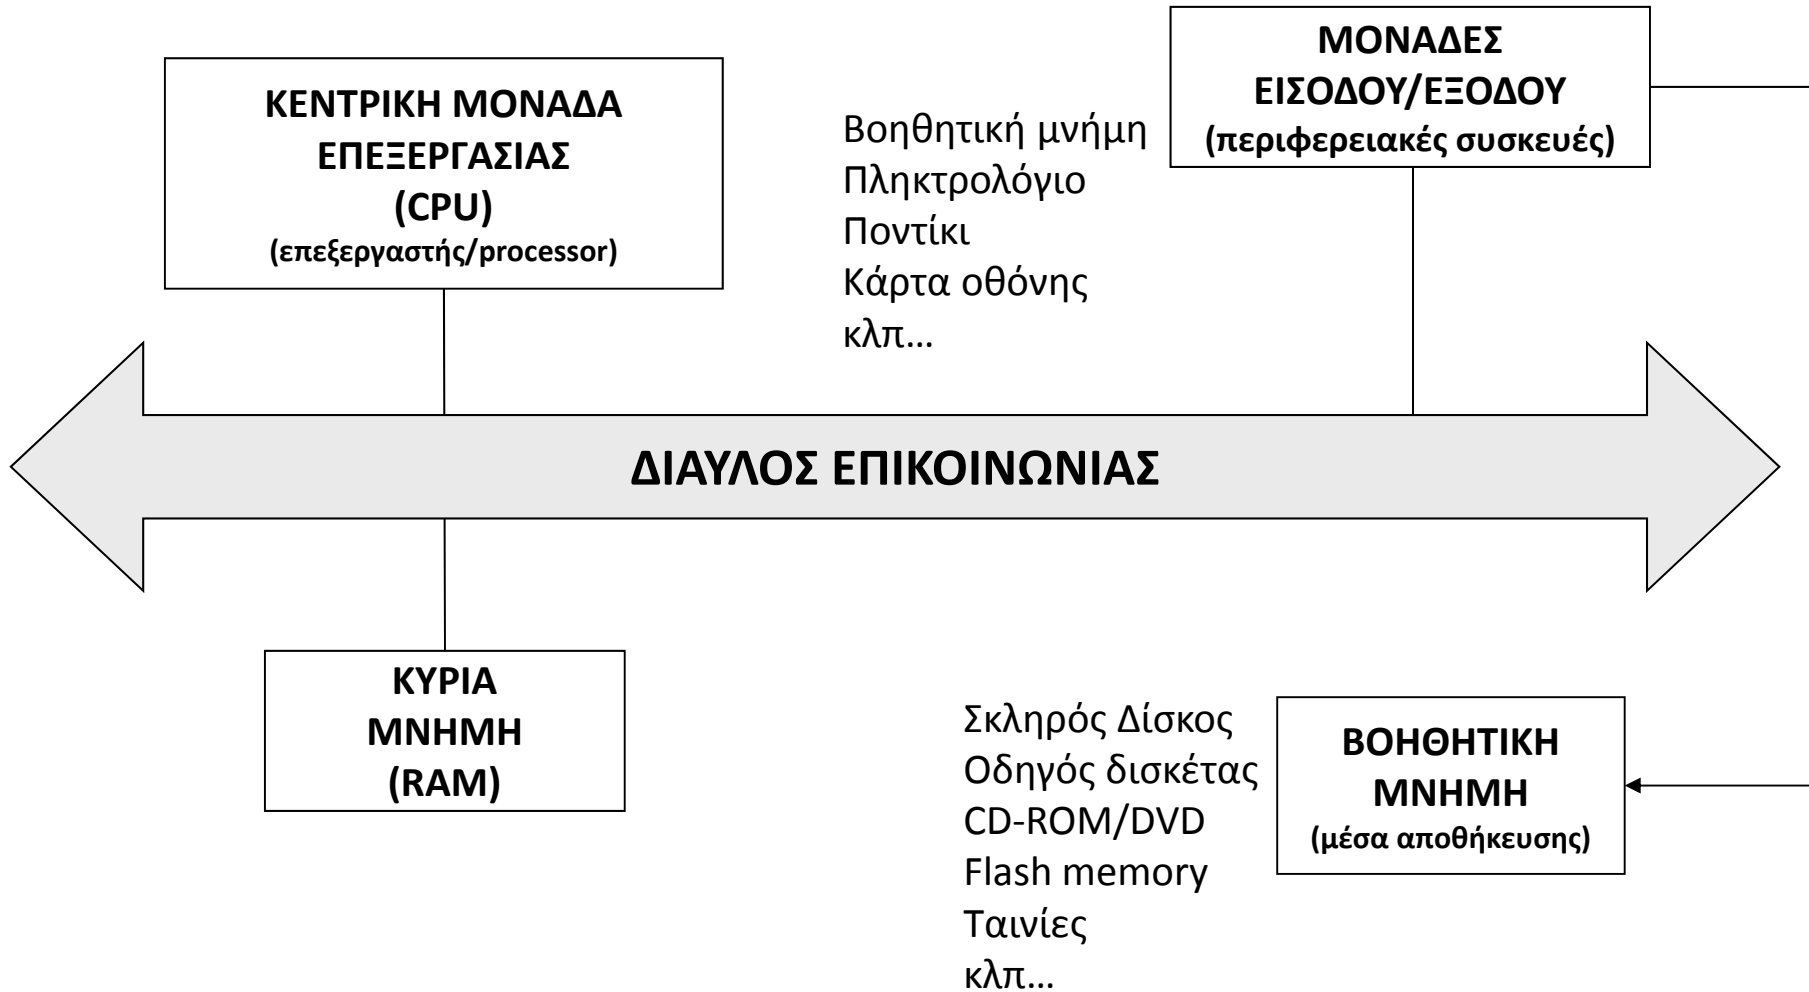 ΚΕΝΤΡΙΚΗ ΜΟΝΑΔΑ
ΕΠΕΞΕΡΓΑΣΙΑΣ
(CPU)
(επεξεργαστής/processor)
Βοηθητική μνήμη
Πληκτρολόγιο
Ποντίκι
Κάρτα οθόνης
κλπ...
ΜΟΝΑΔΕΣ
ΕΙΣΟΔΟΥ/ΕΞΟΔΟΥ
(περιφερειακές συσκευές)
ΔΙΑΥΛΟΣ ΕΠΙΚΟΙΝΩΝΙΑΣ
ΚΥΡΙΑ
ΜΝΗΜΗ
(RAM)
Σκληρός Δίσκος
Οδηγός δισκέτας
CD-ROM/DVD
Flash memory
Ταινίες
κλπ...
ΒΟΗΘΗΤΙΚΗ
ΜΝΗΜΗ
(μέσα αποθήκευσης)